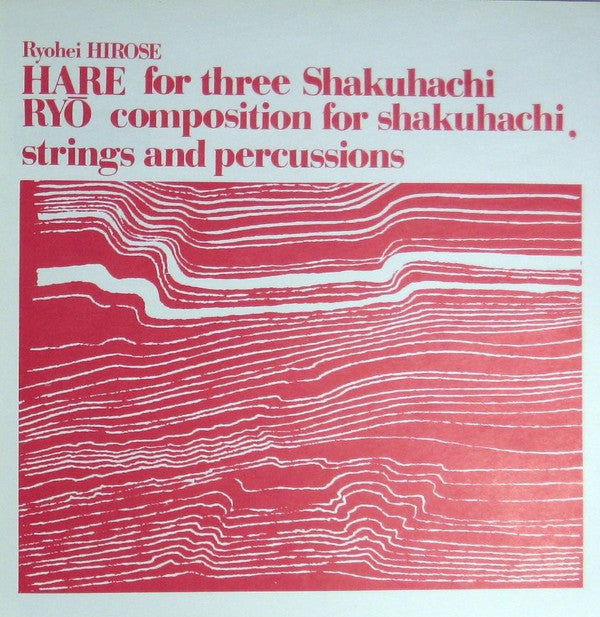 Ryohei HIROSE
HARE for three Shakuhachi
RYŌ composition for shakuhachi.
strings and percussions